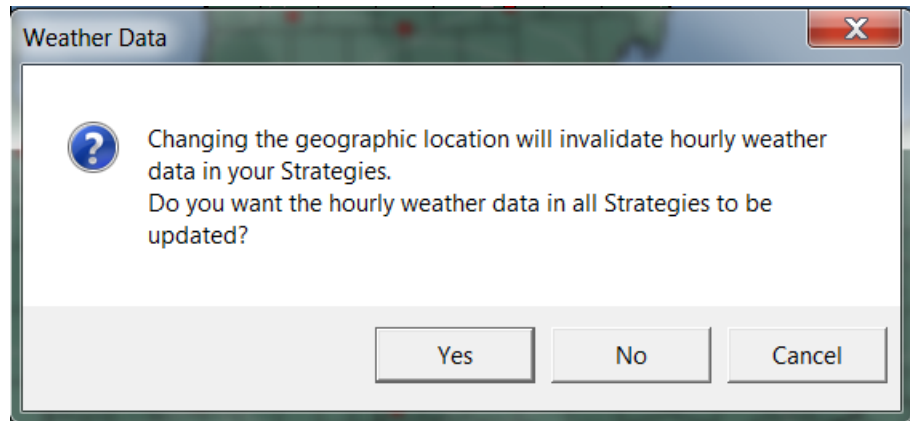 Weather Data
Changing the geographic location will invalidate hourly weather
data in your Strategies.
Do you want the hourly weather data in all Strategies to be
updated?
Yes
No
Cancel